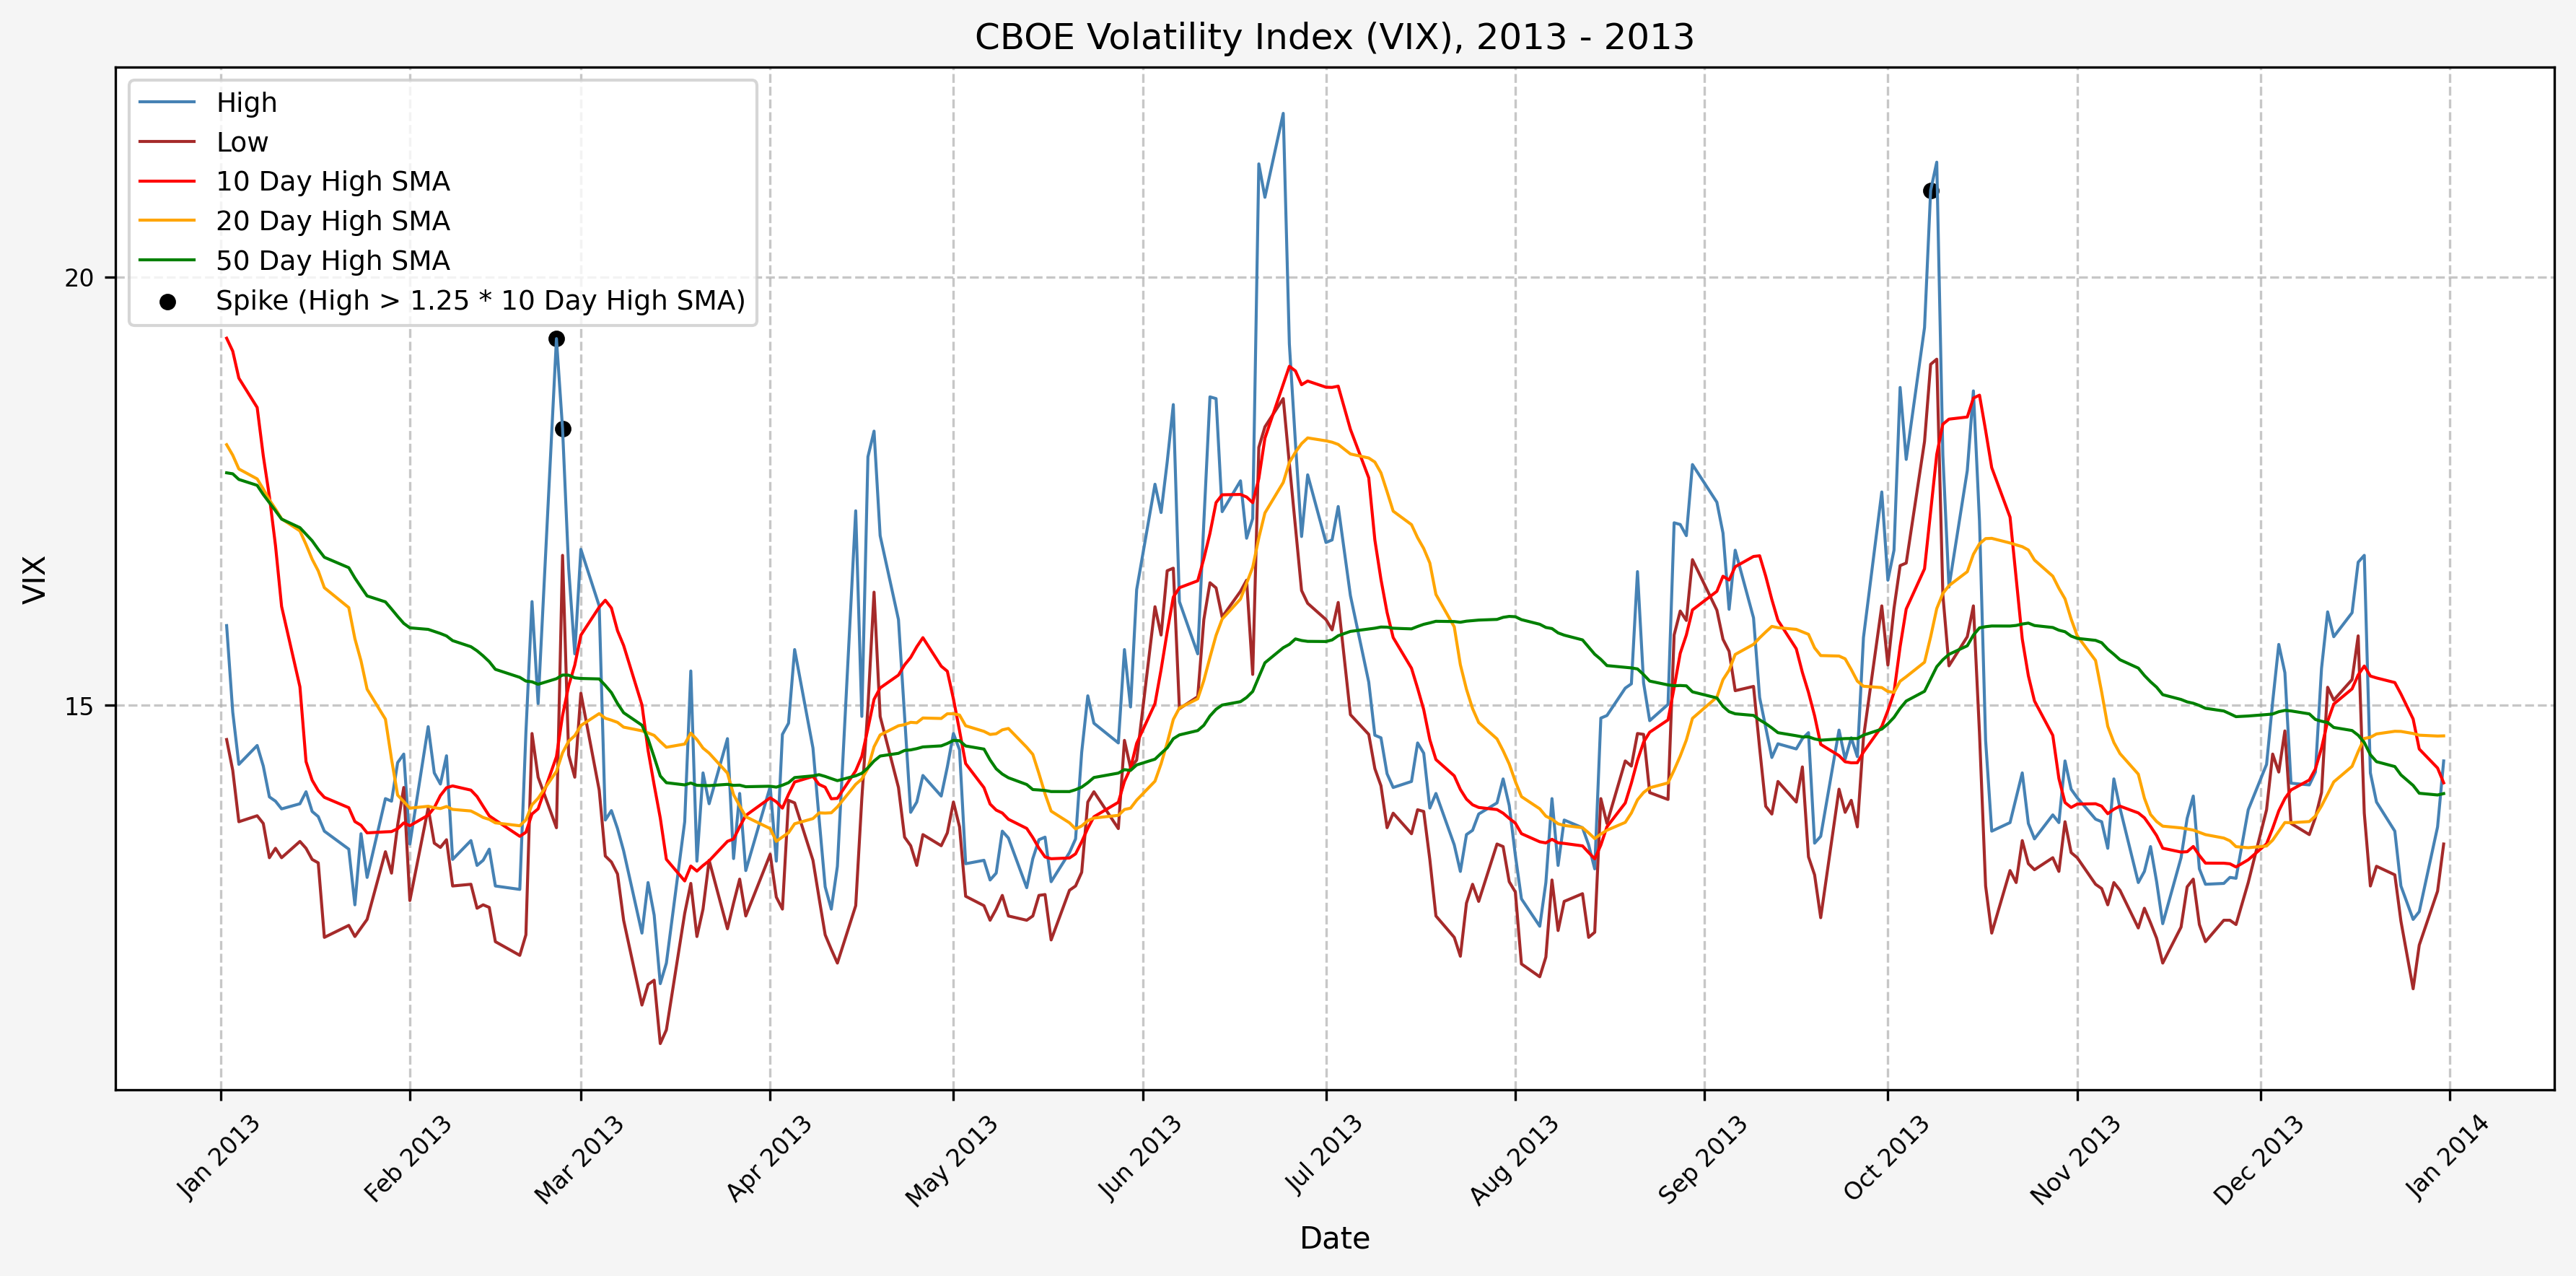 CBOE Volatility Index (VIX), 2013 - 2013
High
Low
10 Day High SMA
20 Day High SMA
50 Day High SMA
Spike (High > 1.25 * 10 Day High SMA)
20
15
VIX
Jan 2013
Feb 2013
Mar 2013
Apr 2013
May 2013
Jun 2013
Jul 2013
Aug 2013
Sep 2013
Oct 2013
Nov 2013
Dec 2013
Jan 2014
Date